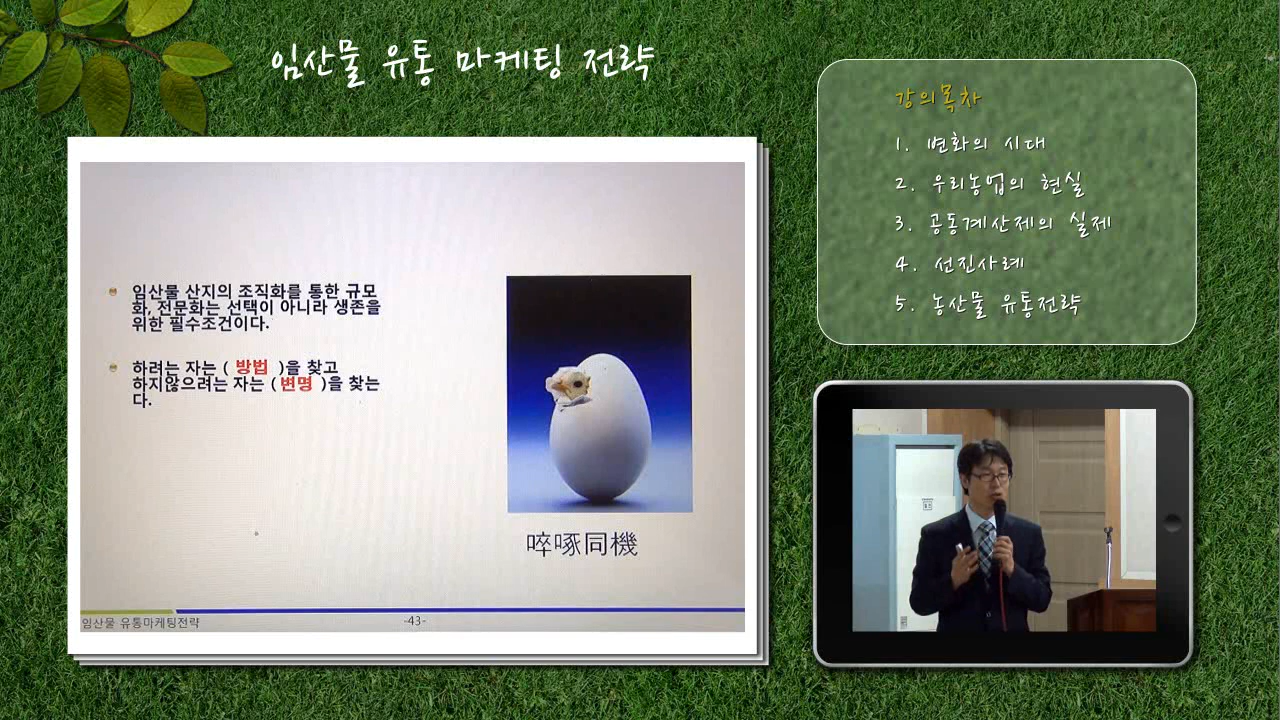 임산물 유통 마케팅 전략
강의목차
1. 변화의 시대
2. 우리농업의 현실
3. 공동계산제의 실제
4. 선진사례
5. 농산물 유통전략
임산물 산지의 조직화를 통한 규모
화, 전문화는 선택이 아니라 생존을
위한 필수조건이다.
하려는 자는 ( 방법 )을 찾고
하지않으려는 자는 ( 변명 )을 찾는
다.
啐啄同機
임산물 유통마케팅전략
-43-